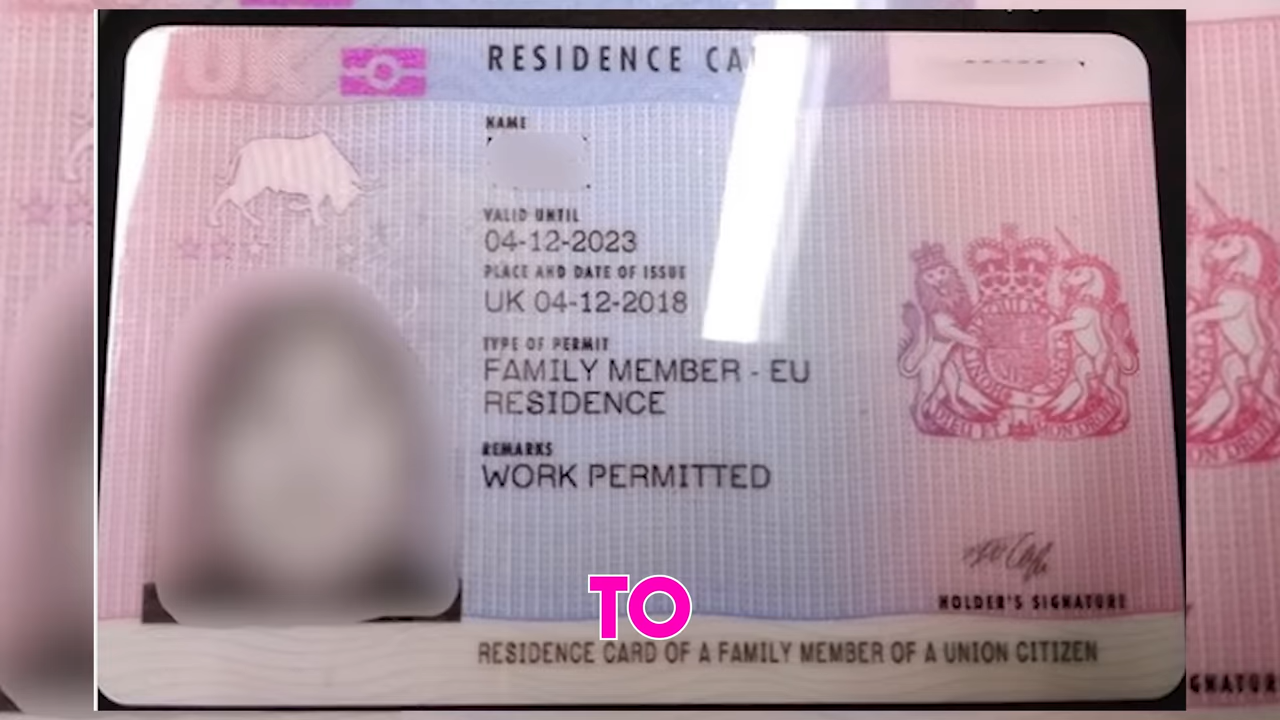 UK
RESIDENCE CA
NAME
VALID UNTIL
04-12-2023
PLACE AND DATE OF ISSUE
UK 04-12-2018
TYPE OF PERMIT
FAMILY MEMBER - EU
RESIDENCE
REMARKS
WORK PERMITTED
HOLDER'S SIGNATURE
TO
RESIDENCE CARD OF A FAMILY MEMBER OF A UNION CITIZEN